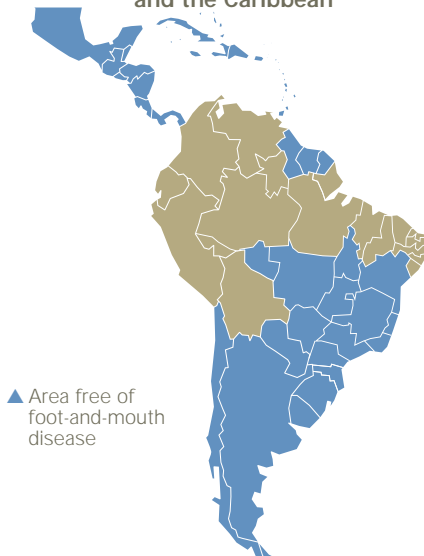 and the Caribbean
Area free of
foot-and-mouth
disease